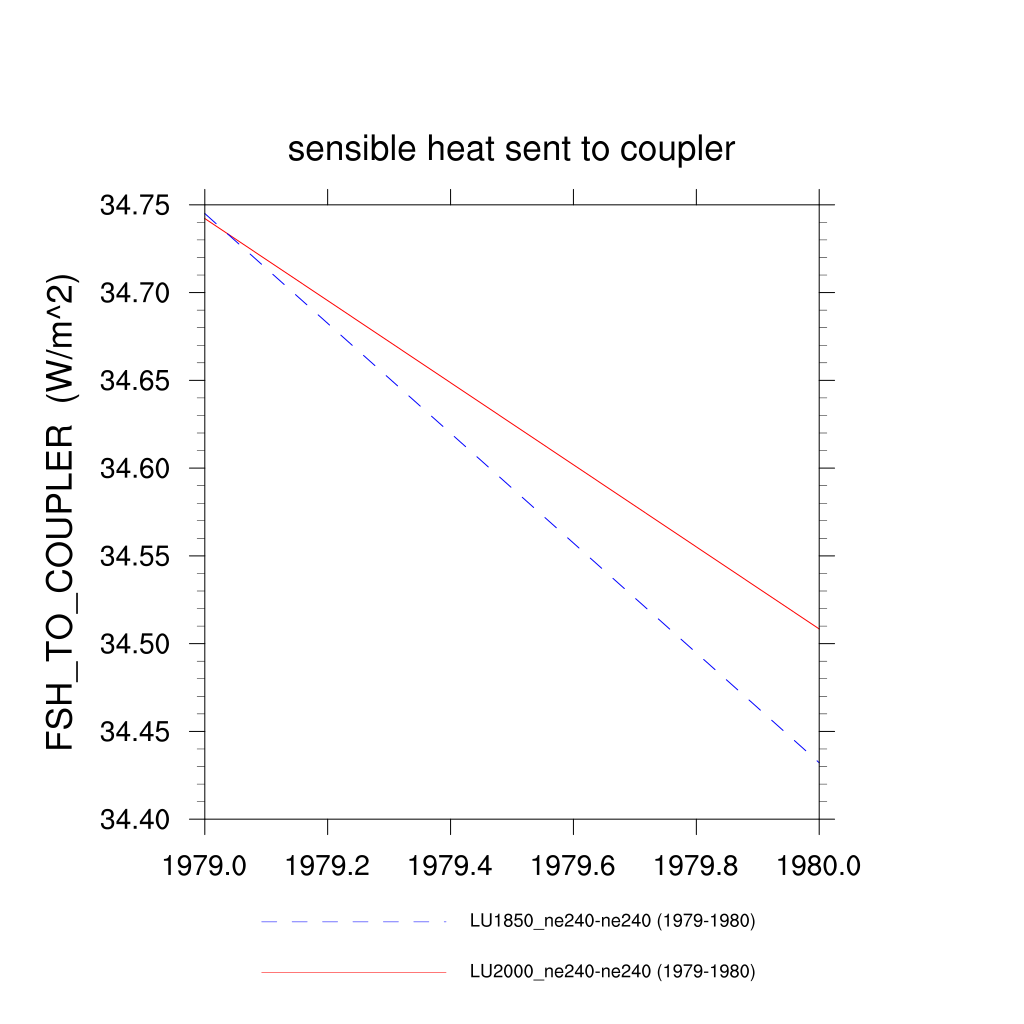 sensible heat sent to coupler
FSH_TO_COUPLER (W/m^2)
34.75
34.70
34.65
34.60
34.55
34.50
34.45
34.40
1979.0 1979.2 1979.4 1979.6 1979.8 1980.0
LU1850_ne240-ne240 (1979-1980)
LU2000_ne240-ne240 (1979-1980)